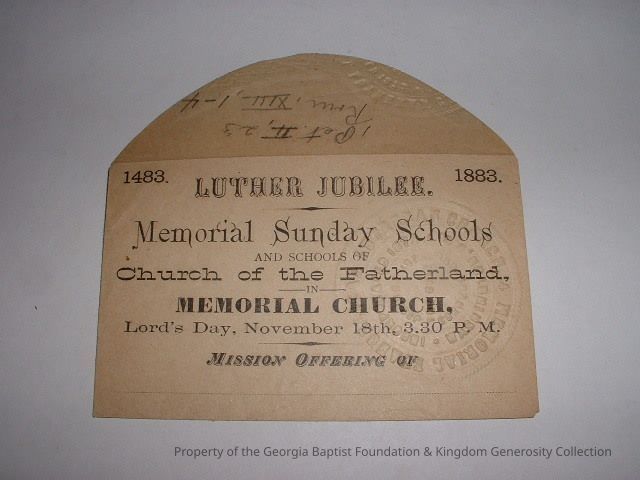 Rom. XIII, 1-4
1 Pet. II, 23
1483. LUTHER JUBILEE. 1883.
Memorial Sunday Schools
AND SCHOOLS OF
Church of the Fatherland,
IN
MEMORIAL CHURCH,
Lord's Day, November 18th, 3.30 P. M.
MISSION OFFERING OF
Property of the Georgia Baptist Foundation & Kingdom Generosity Collection